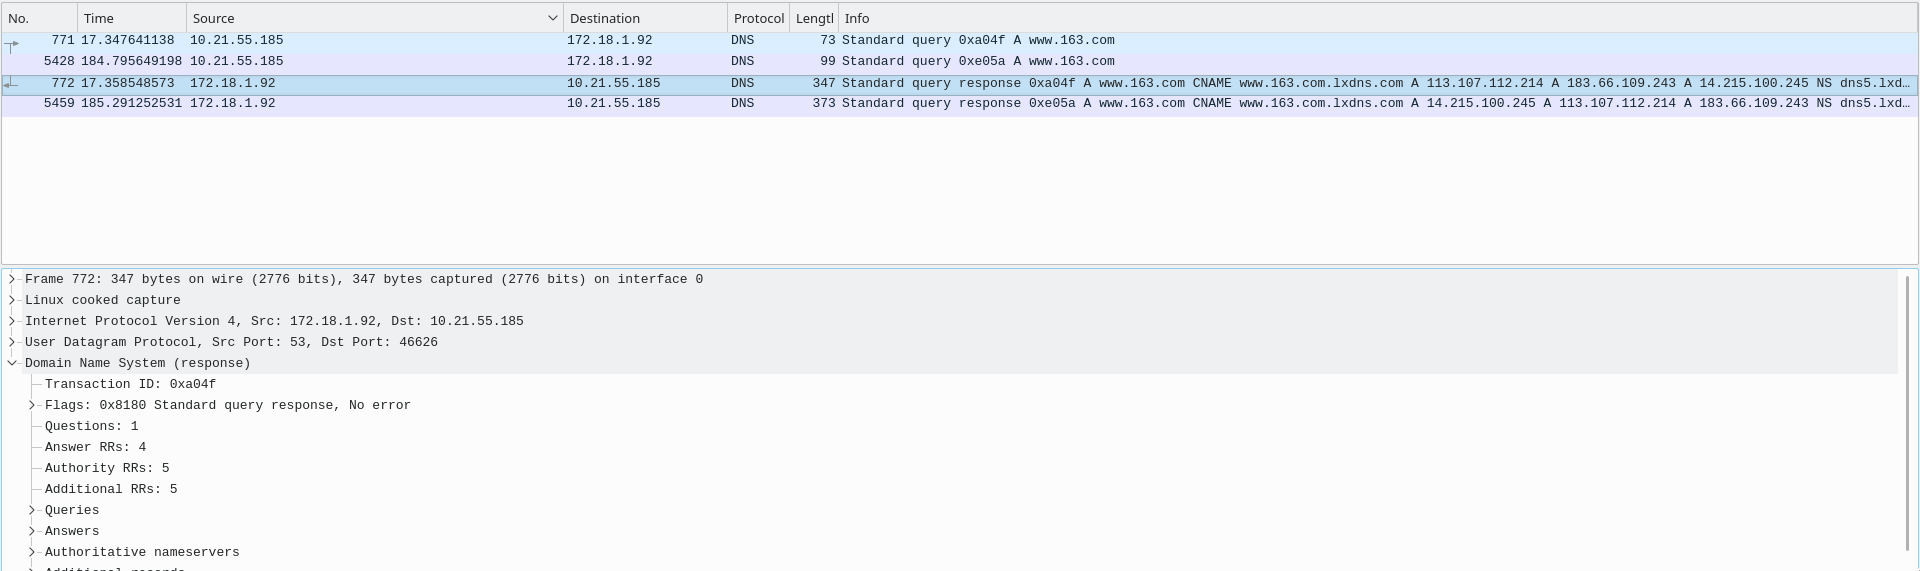 No. Time Source Destination Protocol Lengtl Info
771 17.347641138 10.21.55.185 172.18.1.92 DNS 73 Standard query 0xa04f A www.163.com
5428 184.795649198 10.21.55.185 172.18.1.92 DNS 99 Standard query 0xe05a A www.163.com
772 17.358548573 172.18.1.92 10.21.55.185 DNS 347 Standard query response 0xa04f A www.163.com CNAME www.163.com.lxdns.com A 113.107.112.214 A 183.66.109.243 A 14.215.100.245 NS dns5.lxd…
5459 185.291252531 172.18.1.92 10.21.55.185 DNS 373 Standard query response 0xe05a A www.163.com CNAME www.163.com.lxdns.com A 14.215.100.245 A 113.107.112.214 A 183.66.109.243 NS dns5.lxd…
Frame 772: 347 bytes on wire (2776 bits), 347 bytes captured (2776 bits) on interface 0
Linux cooked capture
Internet Protocol Version 4, Src: 172.18.1.92, Dst: 10.21.55.185
User Datagram Protocol, Src Port: 53, Dst Port: 46626
Domain Name System (response)
Transaction ID: 0xa04f
Flags: 0x8180 Standard query response, No error
Questions: 1
Answer RRs: 4
Authority RRs: 5
Additional RRs: 5
Queries
Answers
Authoritative nameservers